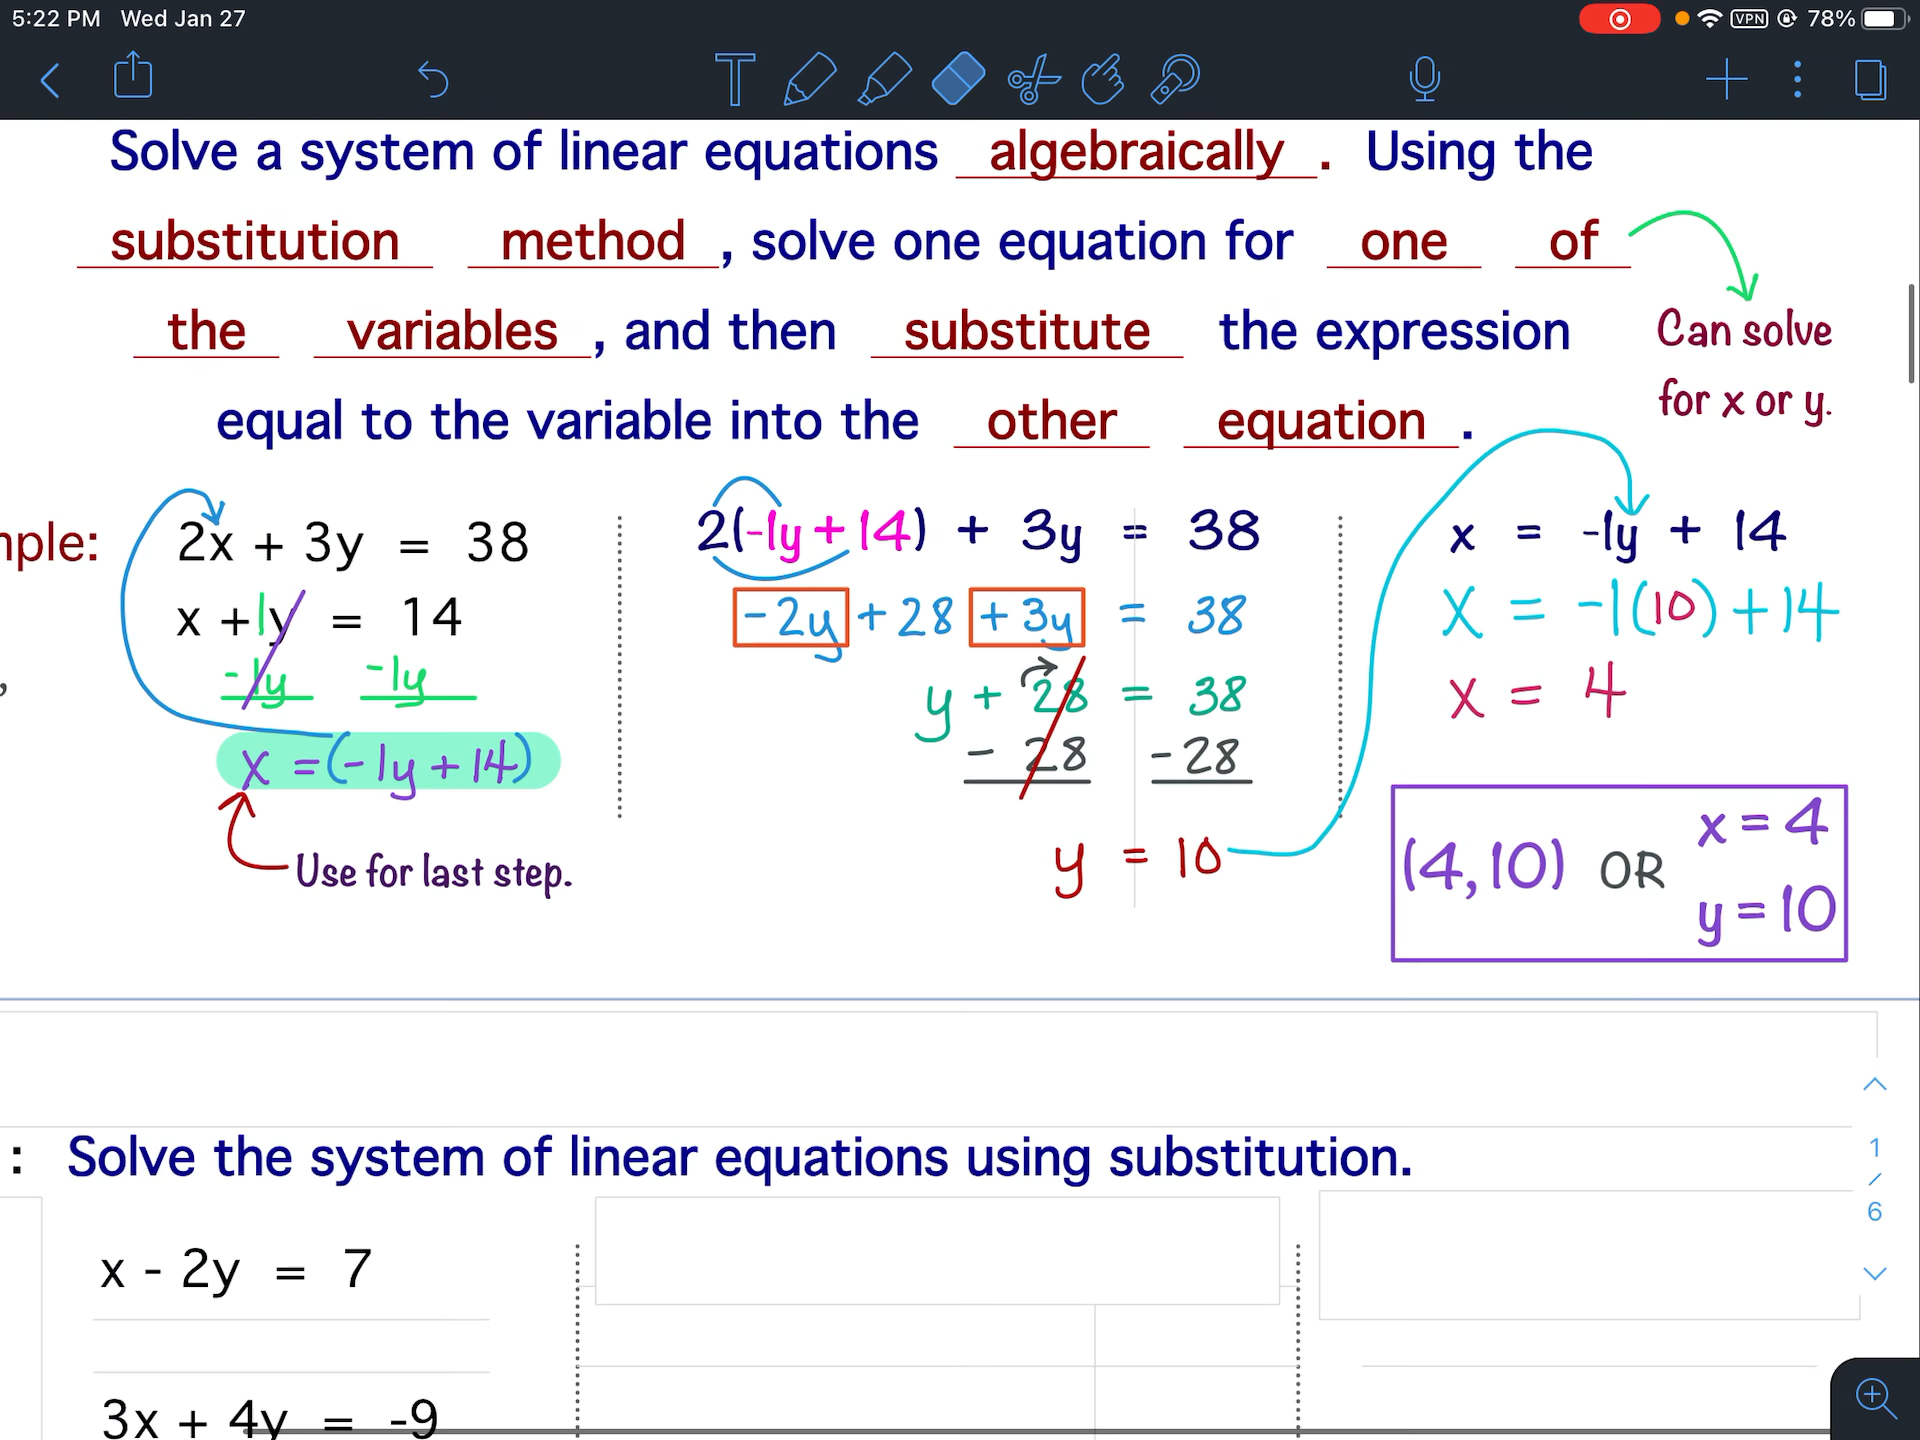 5:22 PM Wed Jan 27
VPN 78%
Solve a system of linear equations algebraically. Using the
substitution method, solve one equation for one of
the variables, and then substitute the expression
equal to the variable into the other equation.
Can solve
for x or y.
mple:
2x + 3y = 38
x + 1y = 14
-1y -1y
,
x = (-1y + 14)
Use for last step.
2(-1y + 14) + 3y = 38
-2y + 28 + 3y = 38
y + 28 = 38
- 28 -28
y = 10
x = -1y + 14
x = -1(10) + 14
x = 4
(4, 10) OR x = 4
y = 10
: Solve the system of linear equations using substitution.
x - 2y = 7
3x + 4y = -9
1
/
6